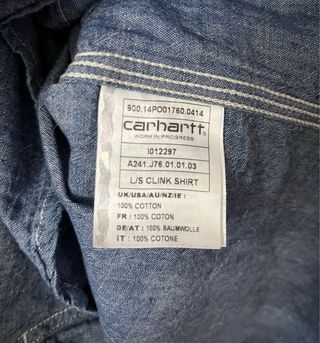 900.14PO01760.0414
carhartt
WORK IN PROGRESS
I012297
A241.J76.01.01.03
L/S CLINK SHIRT
UK/USA/AU/NZ/IE :
100% COTTON
FR : 100% COTON
DE/AT : 100% BAUMWOLLE
IT : 100% COTONE